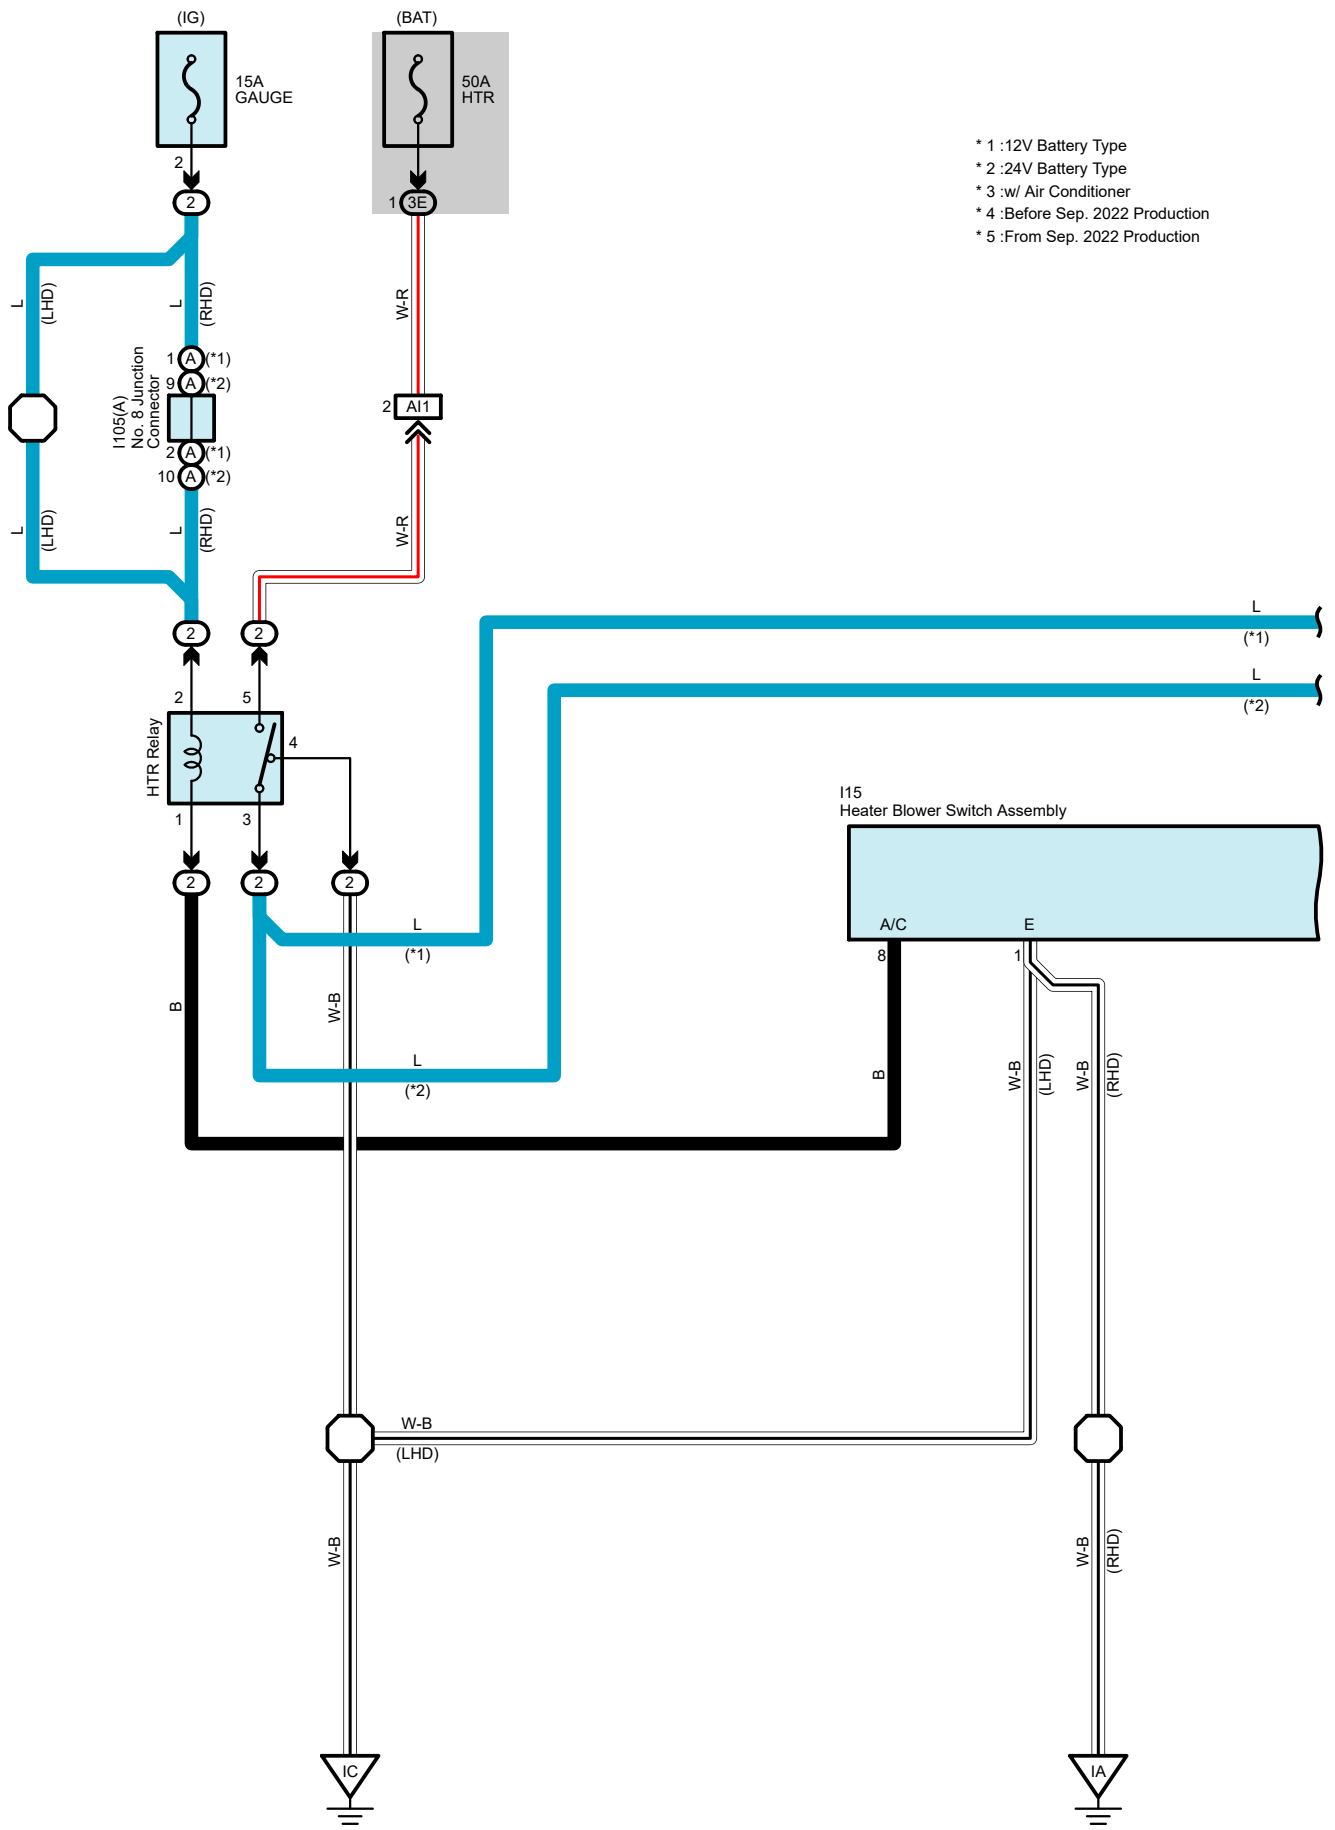 (IG)
(BAT)
15A
GAUGE
50A
HTR
* 1 :12V Battery Type
* 2 :24V Battery Type
* 3 :w/ Air Conditioner
* 4 :Before Sep. 2022 Production
* 5 :From Sep. 2022 Production
2
2
1 3E
L
(LHD)
L
(RHD)
W-R
1 A (*1)
9 A (*2)
I105(A)
No. 8 Junction
Connector
2 AI1
2 A (*1)
10 A (*2)
L
(LHD)
L
(RHD)
W-R
2
2
L
(*1)
L
(*2)
2
5
HTR Relay
4
1
3
2
2
2
I15
Heater Blower Switch Assembly
A/C
E
8
1
L
(*1)
B
W-B
L
(*2)
B
W-B
(LHD)
W-B
(RHD)
W-B
(LHD)
W-B
W-B
(RHD)
IC
IA